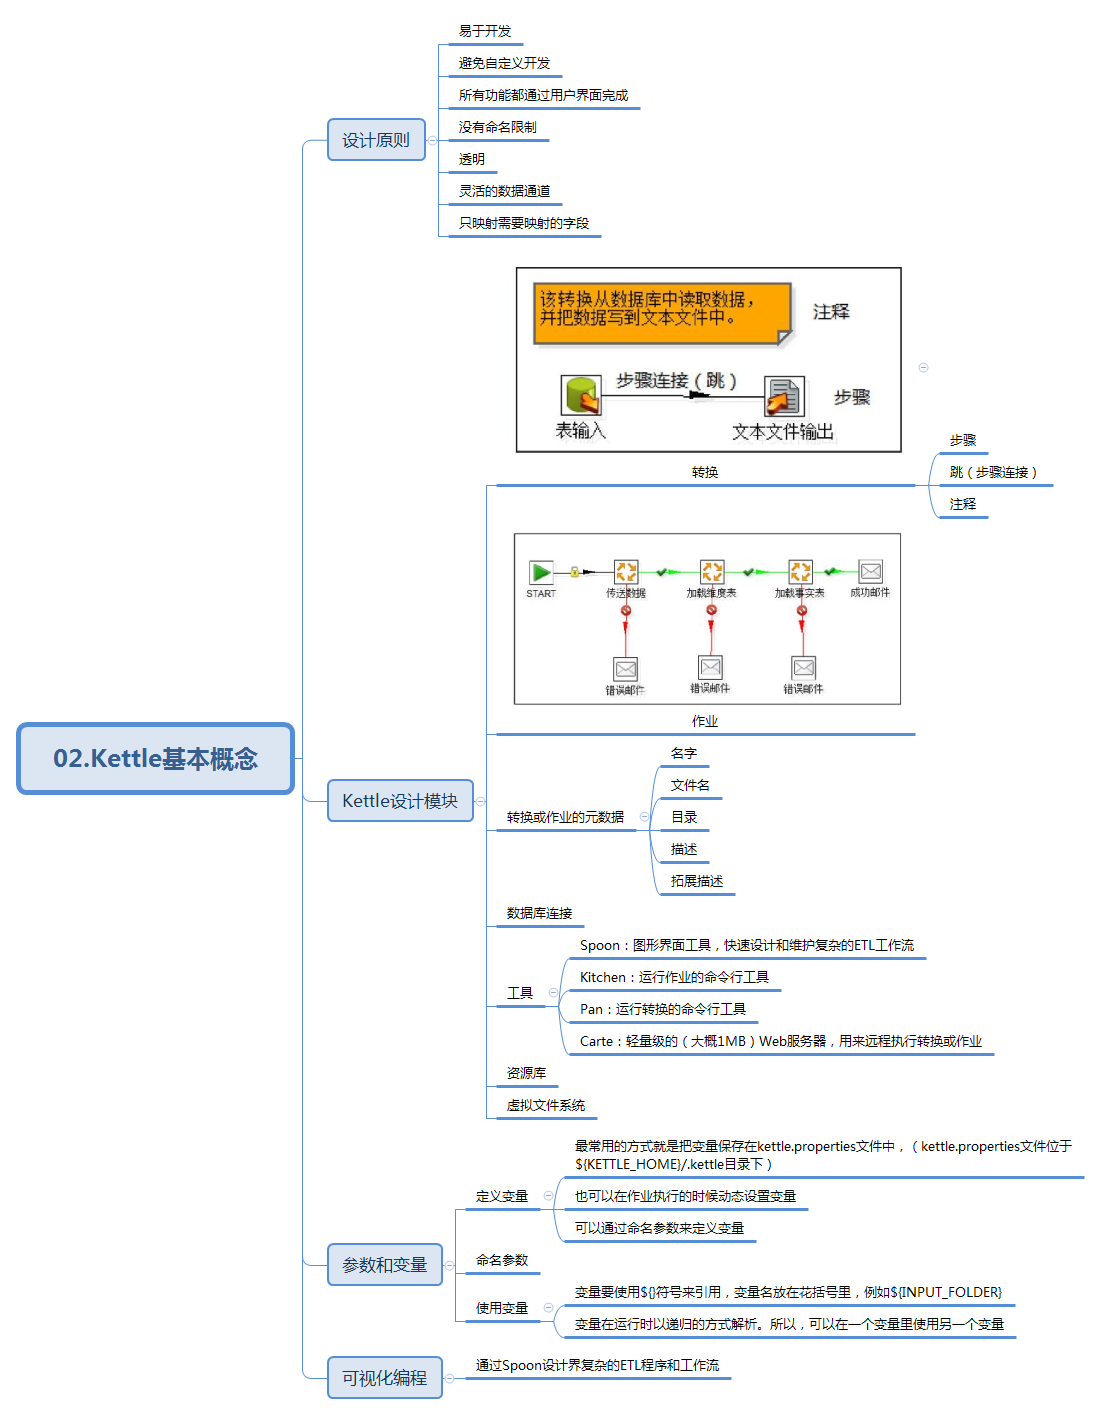 易于开发
避免自定义开发
所有功能都通过用户界面完成
设计原则
没有命名限制
透明
灵活的数据通道
只映射需要映射的字段
该转换从数据库中读取数据，
并把数据写到文本文件中。
注释
步骤连接（跳）
步骤
表输入
文本文件输出
转换
步骤
跳（步骤连接）
注释
START
传送数据
加载维度表
加载事实表
成功邮件
错误邮件
错误邮件
错误邮件
作业
02.Kettle基本概念
Kettle设计模块
转换或作业的元数据
名字
文件名
目录
描述
拓展描述
数据库连接
工具
Spoon：图形界面工具，快速设计和维护复杂的ETL工作流
Kitchen：运行作业的命令行工具
Pan：运行转换的命令行工具
Carte：轻量级的（大概1MB）Web服务器，用来远程执行转换或作业
资源库
虚拟文件系统
参数和变量
定义变量
最常用的方式就是把变量保存在kettle.properties文件中，（kettle.properties文件位于
${KETTLE_HOME}/.kettle目录下）
也可以在作业执行的时候动态设置变量
可以通过命名参数来定义变量
命名参数
使用变量
变量要使用${}符号来引用，变量名放在花括号里，例如${INPUT_FOLDER}
变量在运行时以递归的方式解析。所以，可以在一个变量里使用另一个变量
可视化编程
通过Spoon设计界复杂的ETL程序和工作流